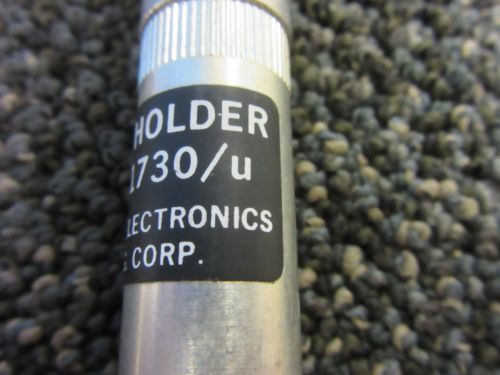 HOLDER
1730/u
ELECTRONICS
CORP.